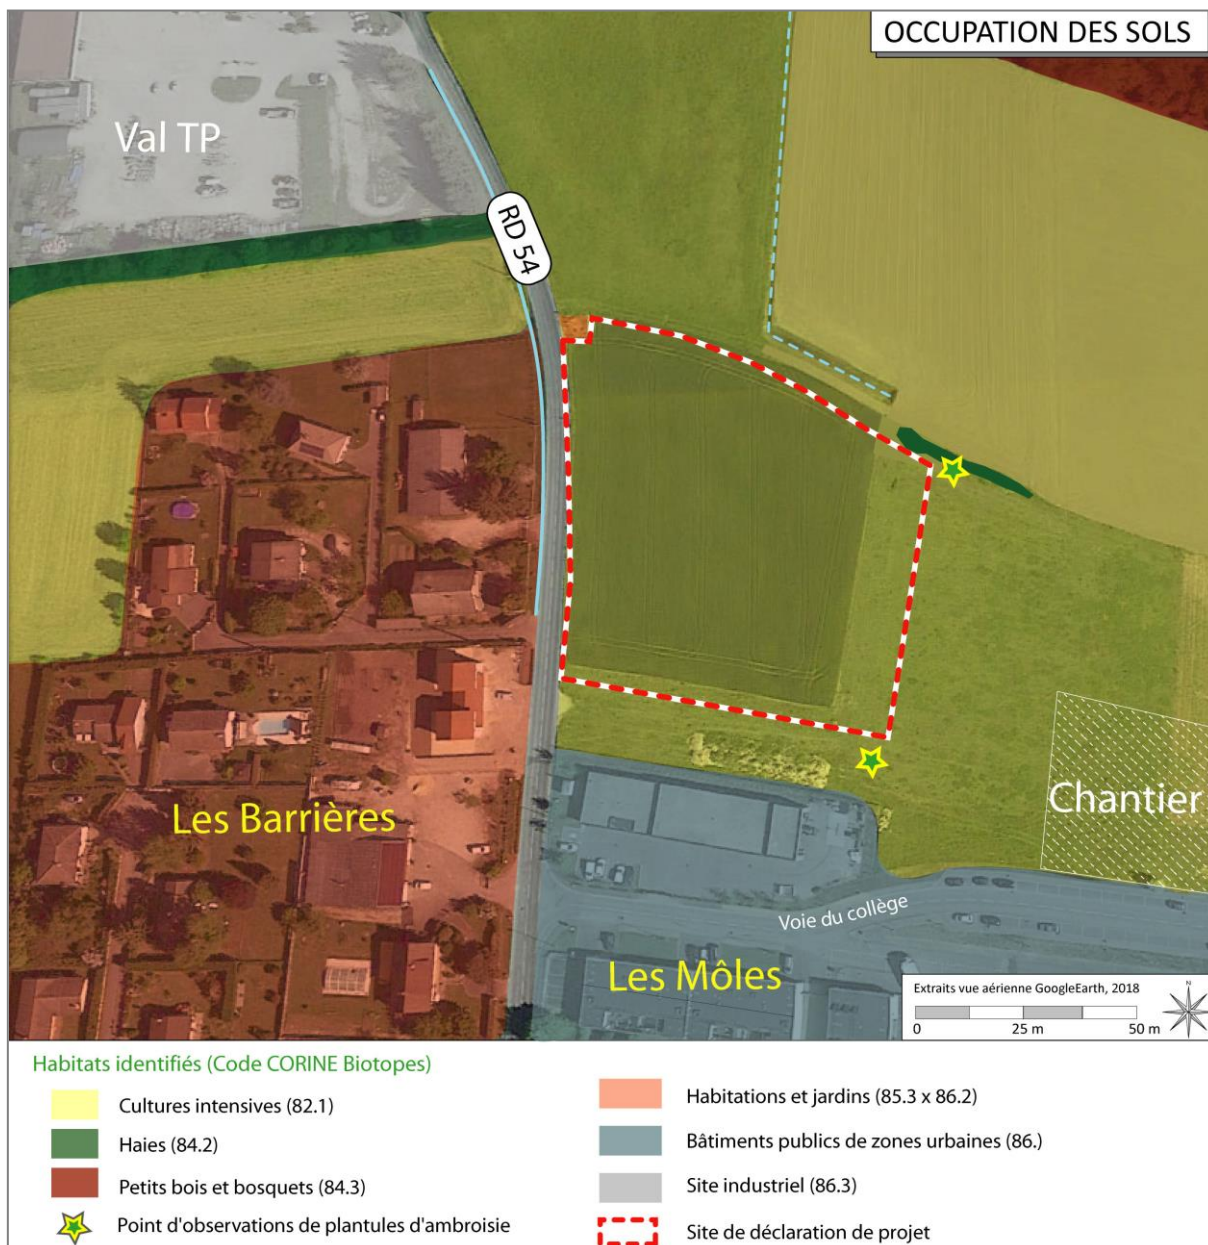 OCCUPATION DES SOLS
Val TP
RD 54
Chantier
Les Barrières
Voie du collège
Les Môles
Extraits vue aérienne GoogleEarth, 2018
N
0 25 m 50 m
Habitats identifiés (Code CORINE Biotopes)
Cultures intensives (82.1)
Haies (84.2)
Petits bois et bosquets (84.3)
Point d'observations de plantules d'ambroisie
Habitations et jardins (85.3 x 86.2)
Bâtiments publics de zones urbaines (86.)
Site industriel (86.3)
Site de déclaration de projet